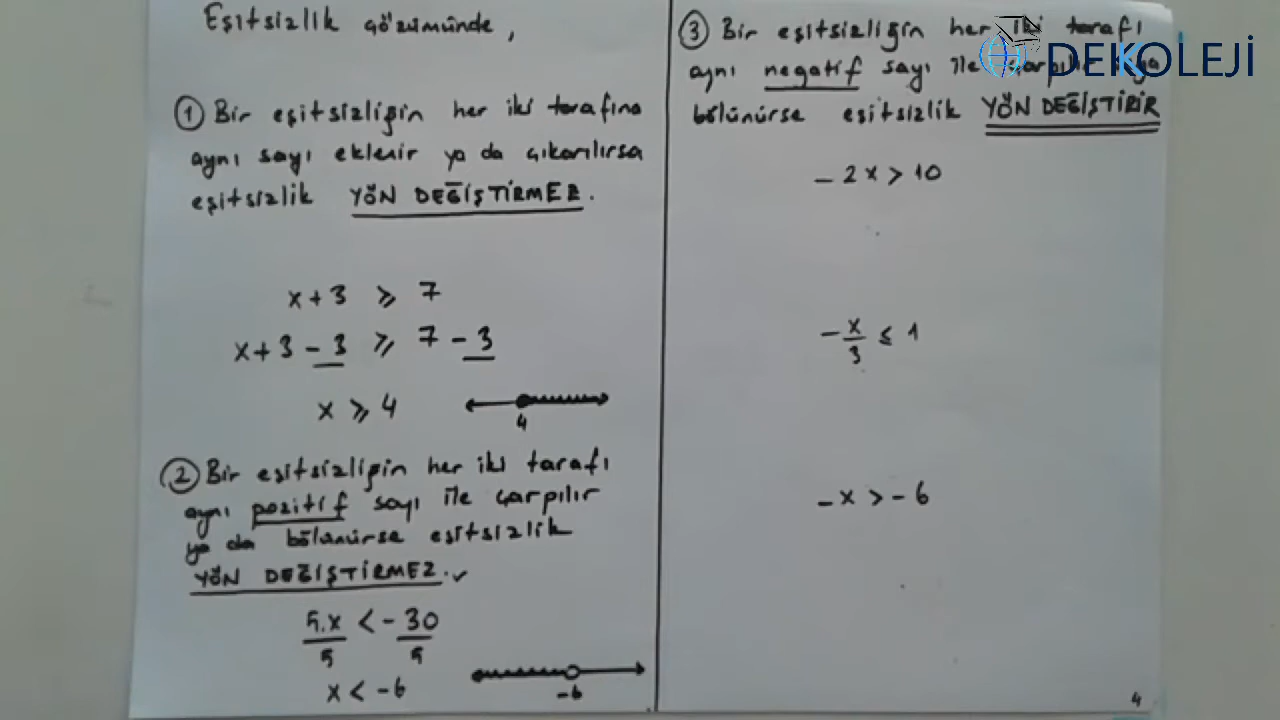 Eşitsizlik çözümünde,
① Bir eşitsizliğin her iki tarafına
aynı sayı eklenir ya da çıkarılırsa
eşitsizlik YÖN DEĞİŞTİRMEZ.
x+3 ⩾ 7
x+3-3 ⩾ 7-3
x ⩾ 4
4
② Bir eşitsizliğin her iki tarafı
aynı pozitif sayı ile çarpılır
ya da bölünürse eşitsizlik
YÖN DEĞİŞTİRMEZ.
5.x < -30
5 5
x < -6
-6
③ Bir eşitsizliğin her iki tarafı
aynı negatif sayı ile
bölünürse eşitsizlik YÖN DEĞİŞTİRİR
DEKOLEJİ
-2x > 10
-x/3 ≤ 1
-x > -6
4